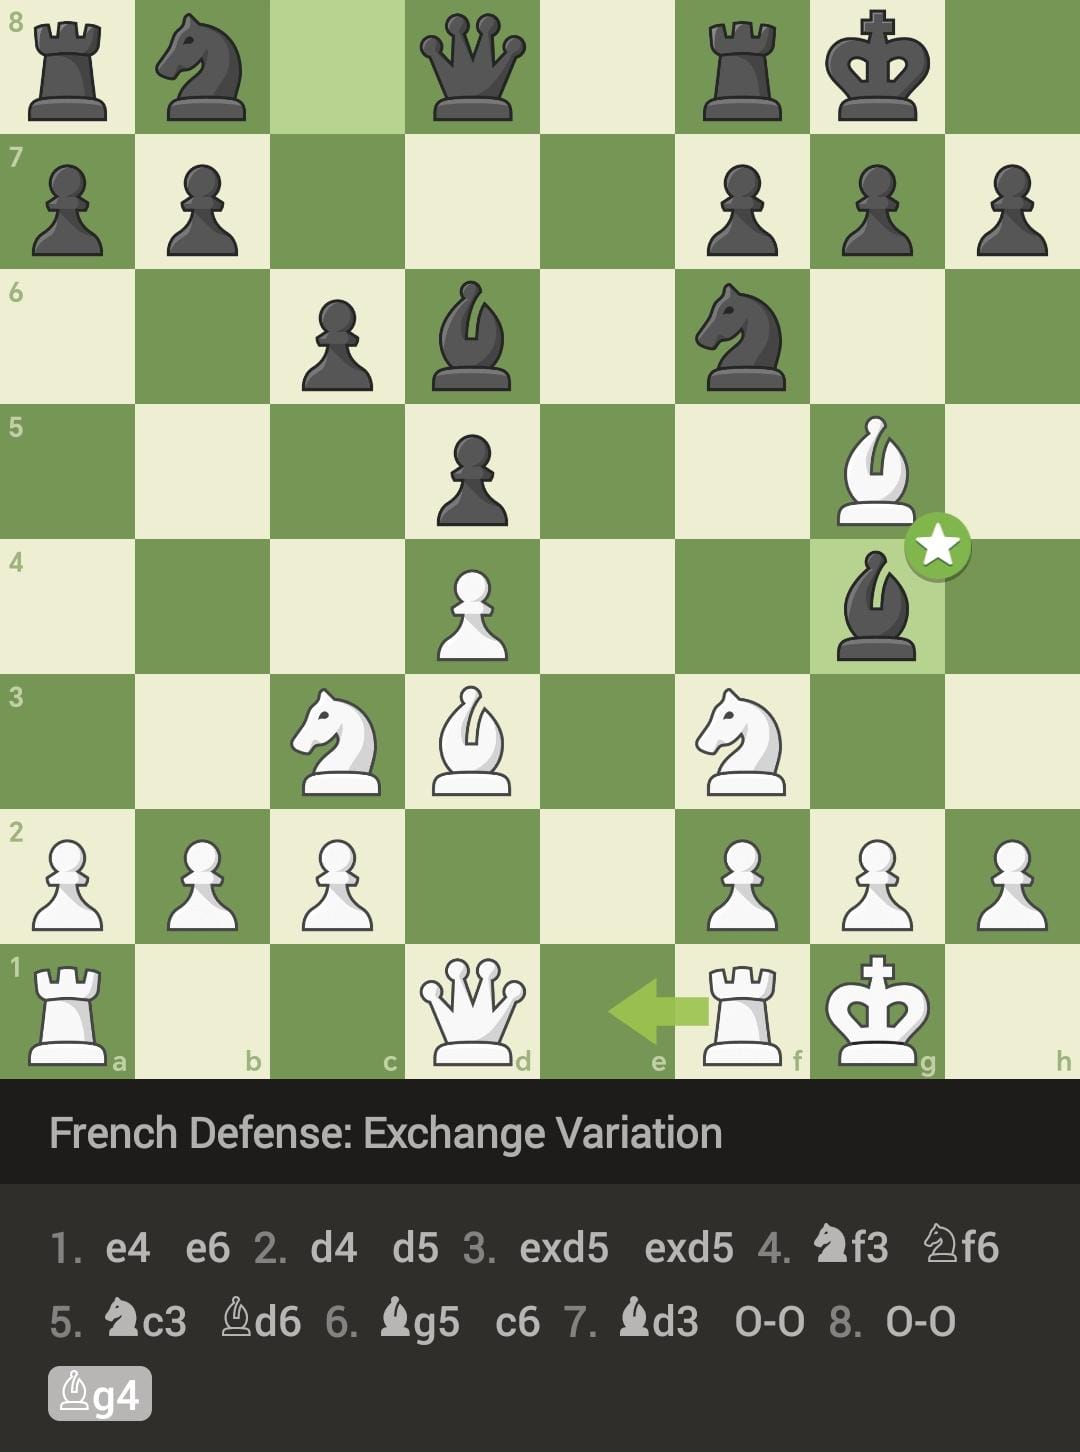 8
7
6
5
4
3
2
1
a b c d e f g h
French Defense: Exchange Variation
1. e4 e6 2. d4 d5 3. exd5 exd5 4. ♞f3 ♘f6
5. ♞c3 ♗d6 6. ♝g5 c6 7. ♝d3 O-O 8. O-O
♗g4